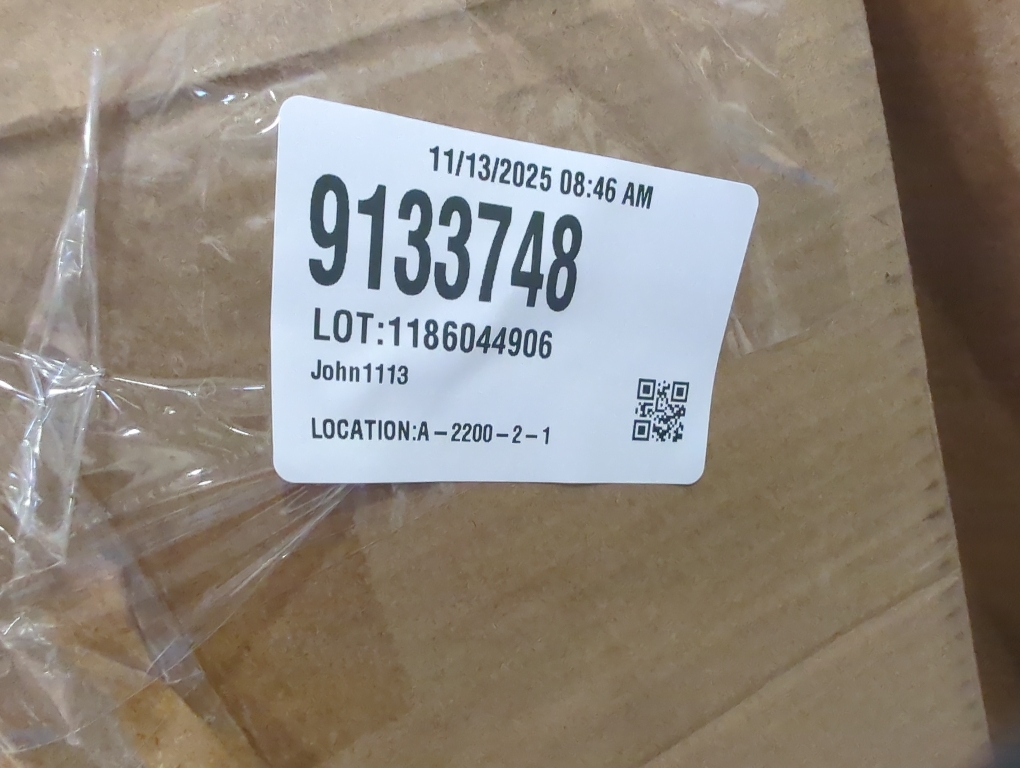 11/13/2025 08:46 AM
9133748
LOT:1186044906
John1113
LOCATION:A-2200-2-1